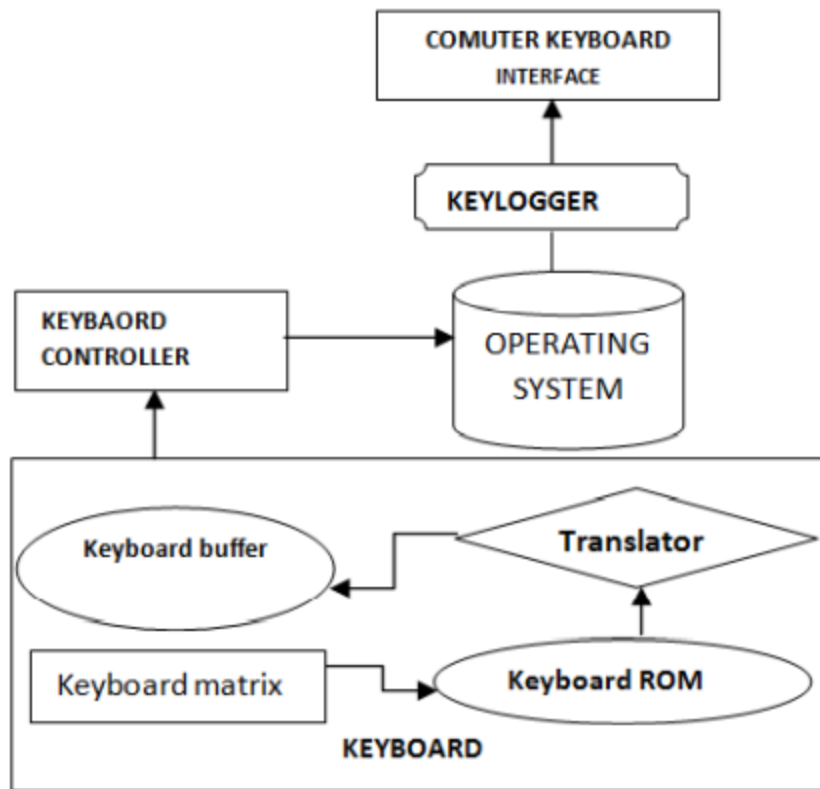 COMUTER KEYBOARD
INTERFACE
KEYLOGGER
KEYBAORD
CONTROLLER
OPERATING
SYSTEM
Keyboard buffer
Translator
Keyboard matrix
Keyboard ROM
KEYBOARD